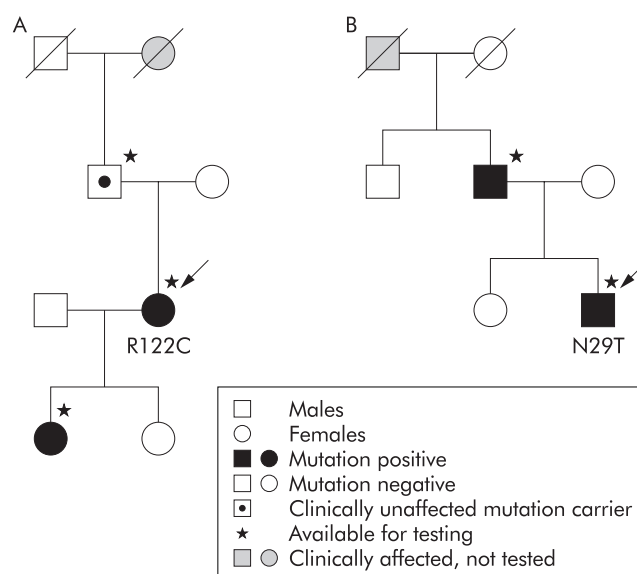 A
B
R122C
N29T
Males
Females
Mutation positive
Mutation negative
Clinically unaffected mutation carrier
Available for testing
Clinically affected, not tested